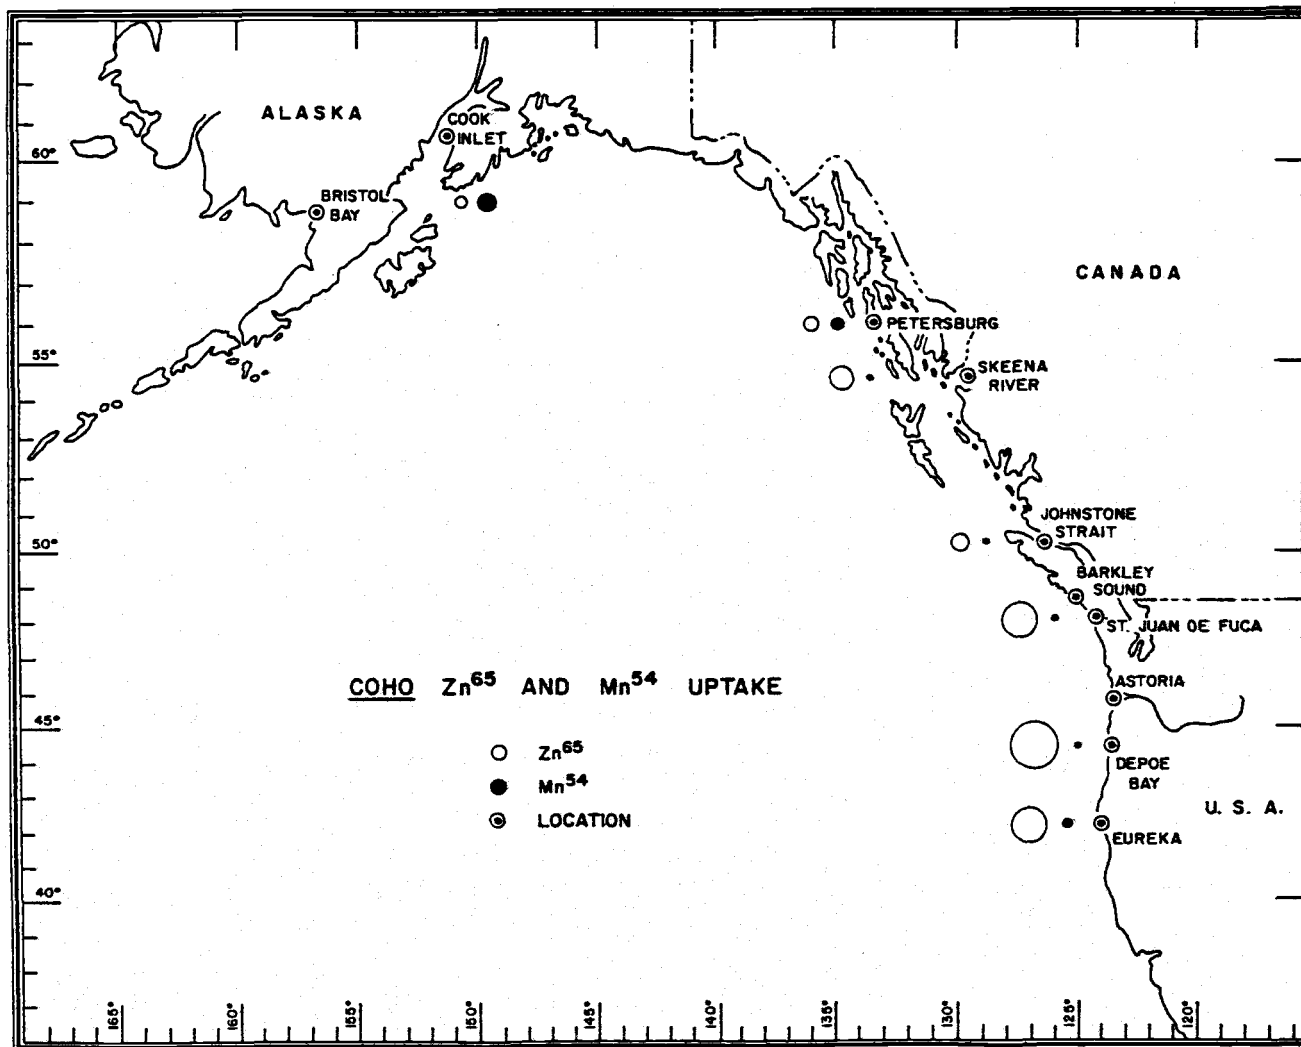 ALASKA
COOK
INLET
60°
BRISTOL
BAY
CANADA
PETERSBURG
55°
SKEENA
RIVER
JOHNSTONE
STRAIT
50°
BARKLEY
SOUND
ST. JUAN DE FUCA
COHO Zn65 AND Mn54 UPTAKE
ASTORIA
45°
Zn65
DEPOE
BAY
Mn54
U. S. A.
LOCATION
EUREKA
40°
165° 160° 155° 150° 145° 140° 135° 130° 125° 120°